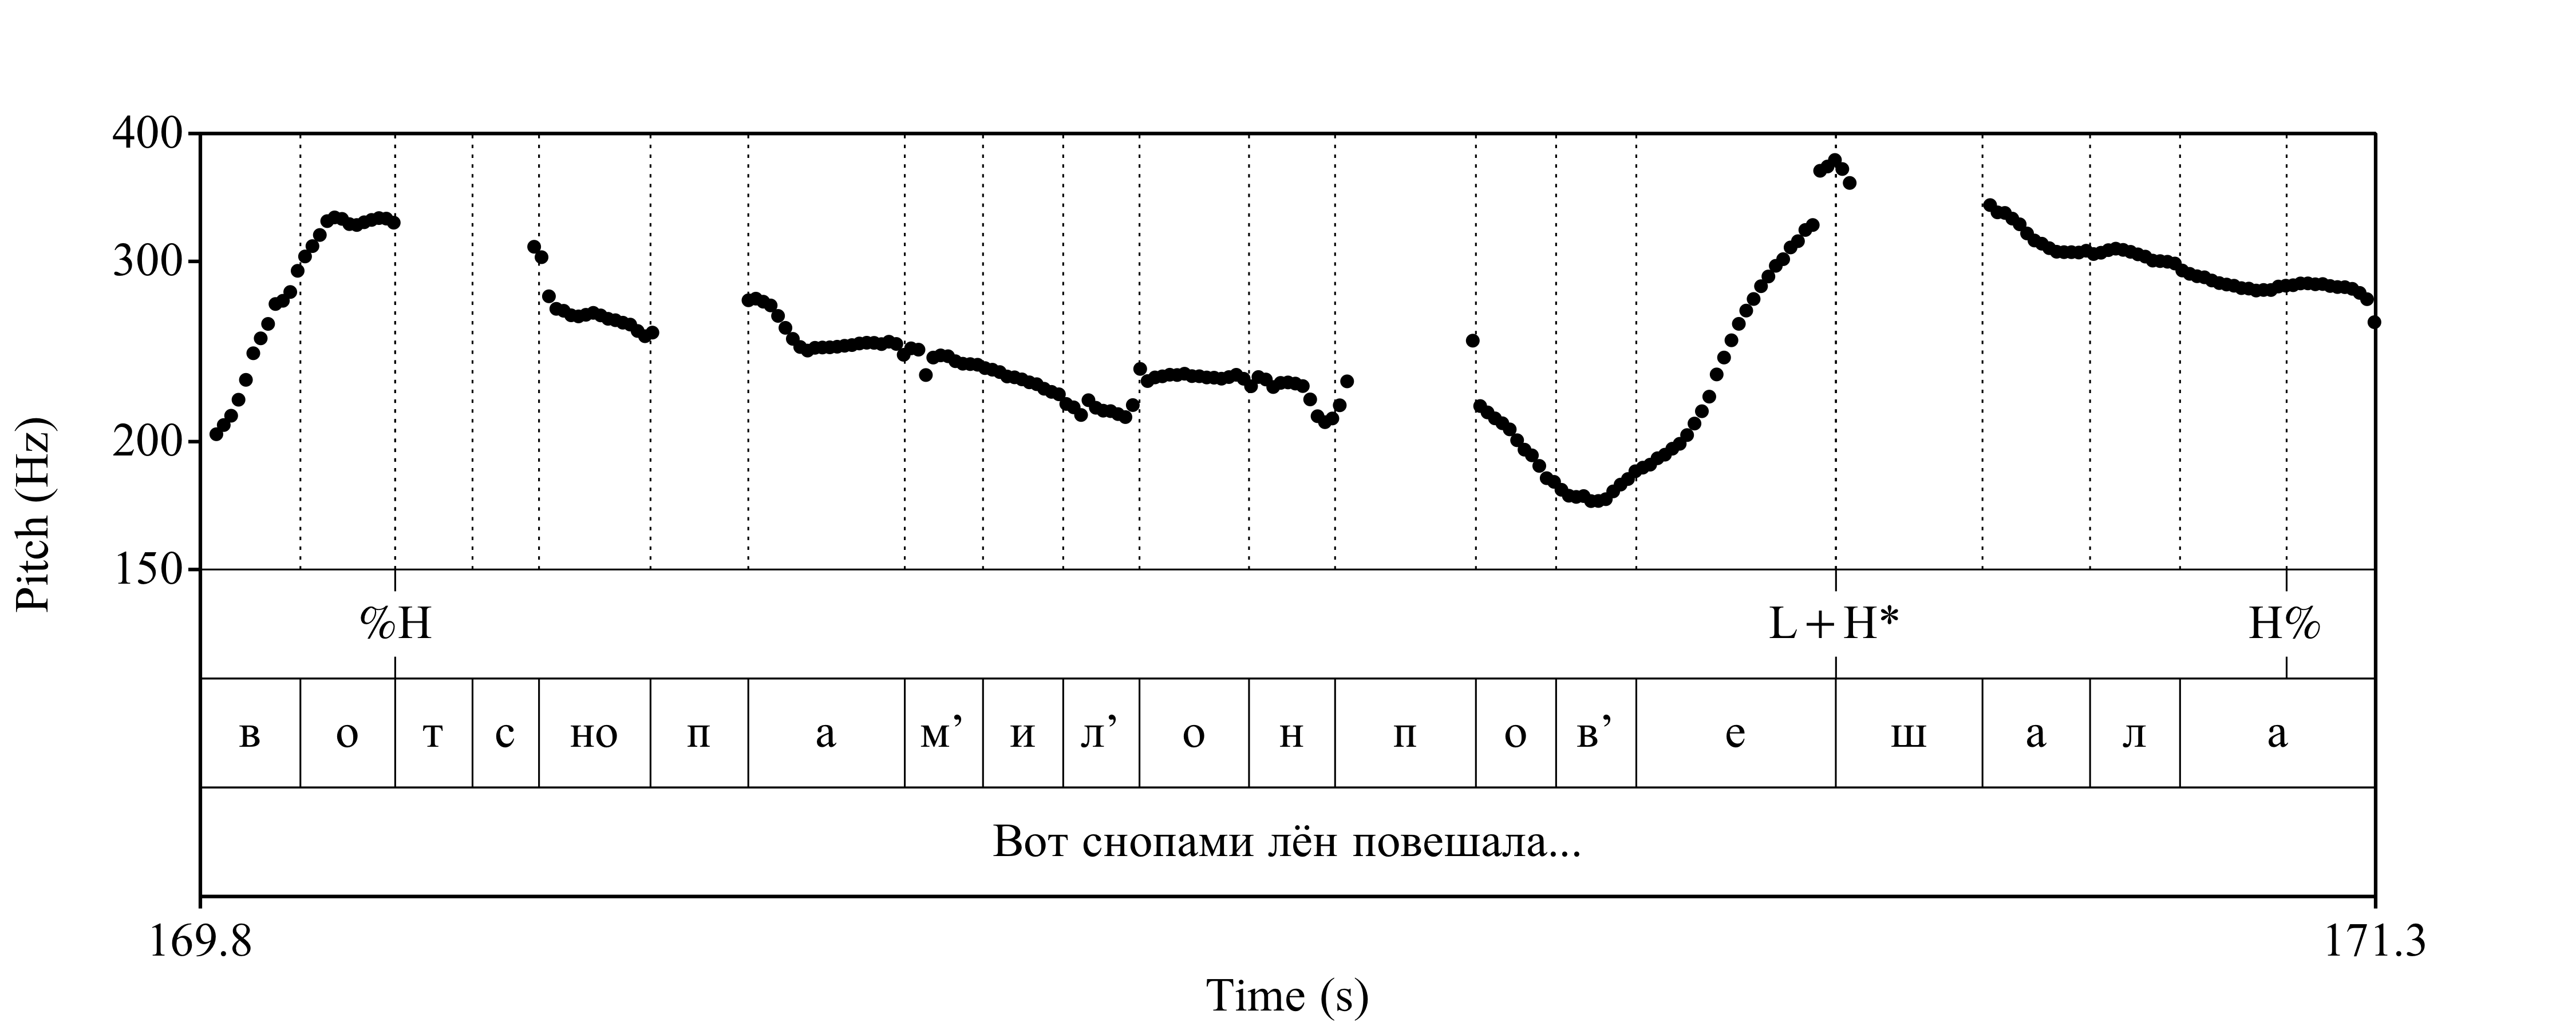 400
300
200
150
Pitch (Hz)
%H L+H* H%
в о т с но п а м’ и л’ о н п о в’ е ш а л а
Вот снопами лён повешала...
169.8 171.3
Time (s)